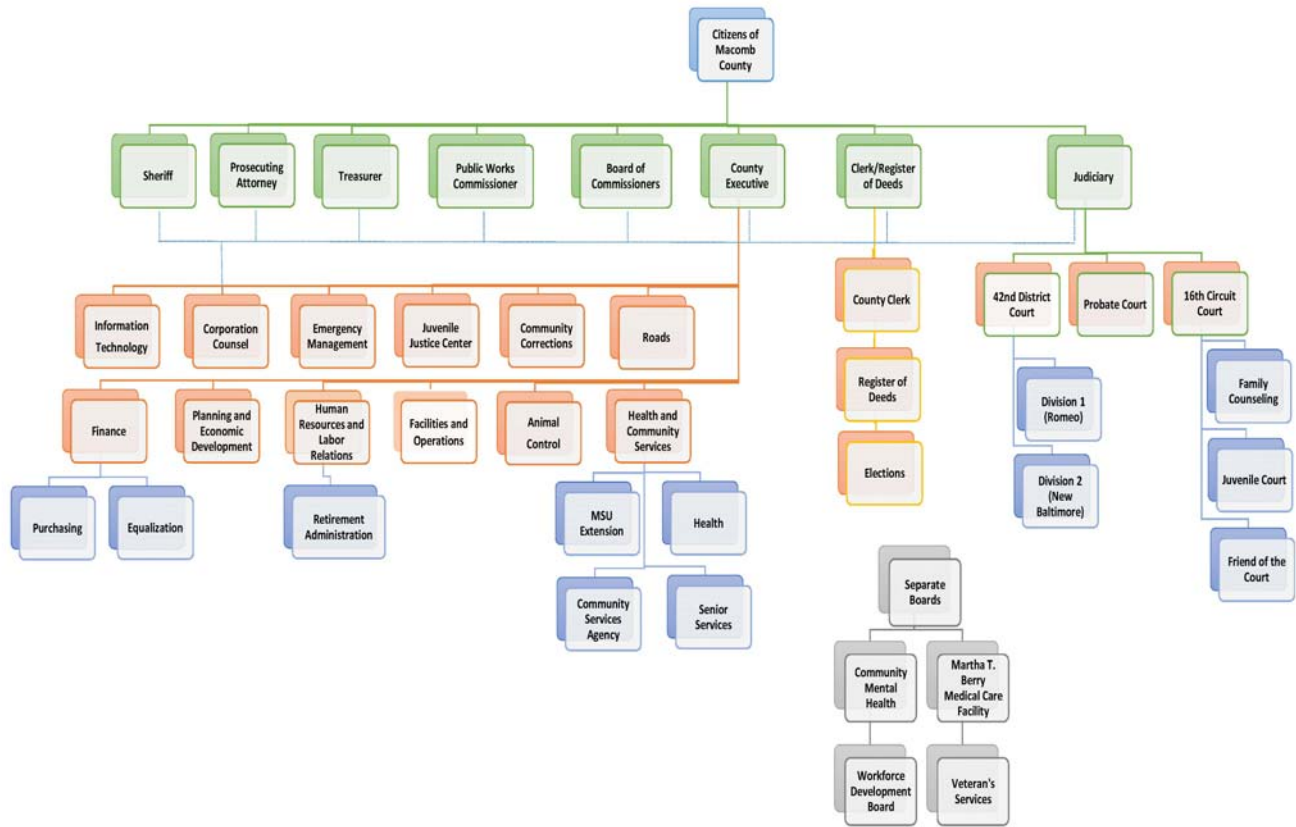 Citizens of
Macomb
County
Sheriff
Prosecuting
Attorney
Treasurer
Public Works
Commissioner
Board of
Commissioners
County
Executive
Clerk/Register
of Deeds
Judiciary
Information
Technology
Corporation
Counsel
Emergency
Management
Juvenile
Justice Center
Community
Corrections
Roads
County Clerk
42nd District
Court
Probate Court
16th Circuit
Court
Finance
Planning and
Economic
Development
Human
Resources and
Labor
Relations
Facilities and
Operations
Animal
Control
Health and
Community
Services
Register of
Deeds
Division 1
(Romeo)
Family
Counseling
Purchasing
Equalization
Retirement
Administration
MSU
Extension
Health
Elections
Division 2
(New
Baltimore)
Juvenile Court
Community
Services
Agency
Senior
Services
Friend of the
Court
Separate
Boards
Community
Mental
Health
Martha T.
Berry
Medical Care
Facility
Workforce
Development
Board
Veteran's
Services